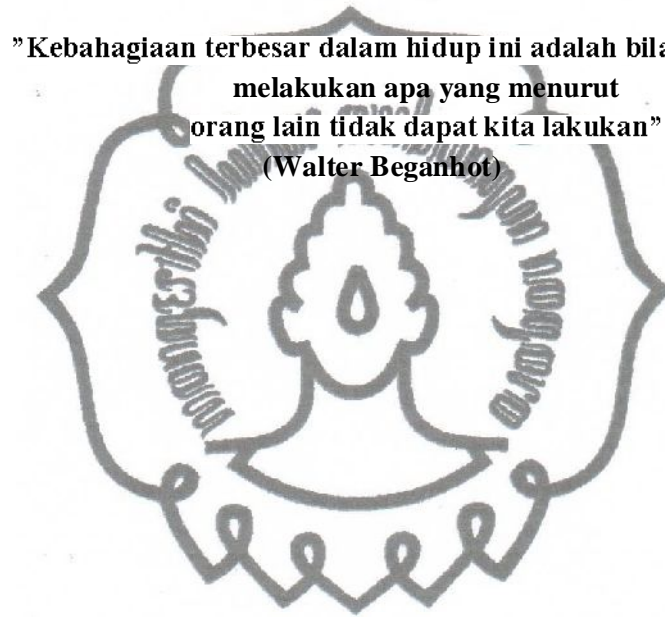 ”Kebahagiaan terbesar dalam hidup ini adalah bila
melakukan apa yang menurut
orang lain tidak dapat kita lakukan”
(Walter Beganhot)